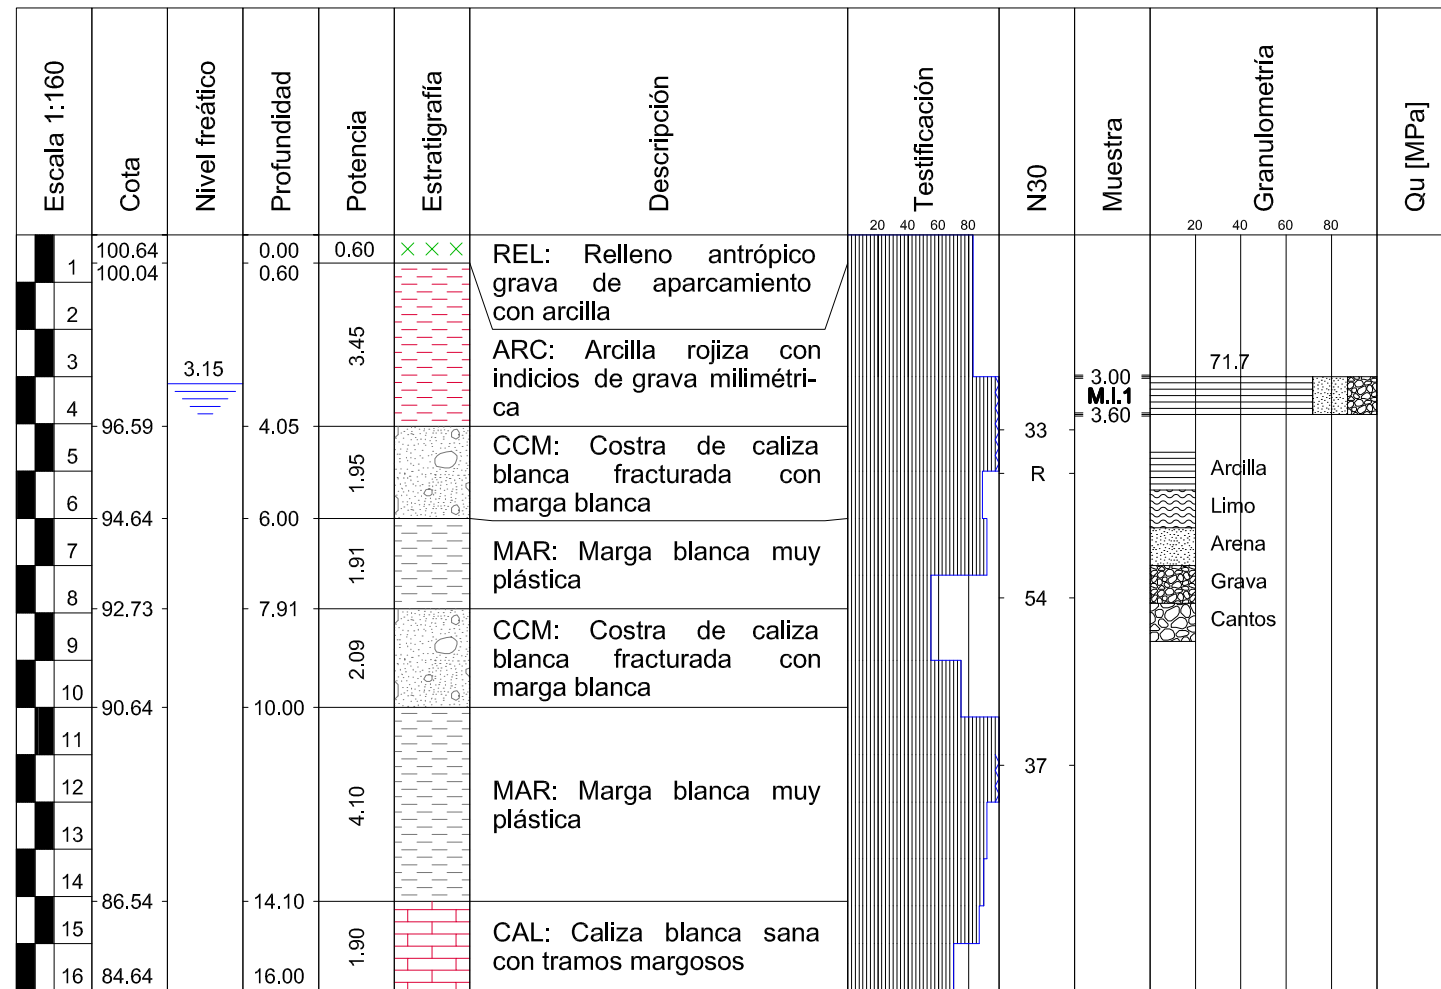 Escala 1:160
Cota
Nivel freático
Profundidad
Potencia
Estratigrafía
Descripción
Testificación
N30
Muestra
Granulometría
Qu [MPa]
20 40 60 80
20 40 60 80
100.64 0.00 0.60
REL: Relleno antrópico
1
100.04 0.60
grava de aparcamiento
con arcilla
2
3.45
ARC: Arcilla rojiza con
3
indicios de grava milimétri-
ca
3.15
71.7
3.00
M.I.1
3.60
4
96.59 4.05
33
CCM: Costra de caliza
5
blanca fracturada con
marga blanca
1.95
R
6
94.64 6.00
7
MAR: Marga blanca muy
plástica
1.91
8
92.73 7.91
54
CCM: Costra de caliza
9
blanca fracturada con
marga blanca
2.09
10
90.64 10.00
11
37
12
MAR: Marga blanca muy
plástica
4.10
13
14
86.54 14.10
15
CAL: Caliza blanca sana
con tramos margosos
1.90
16 84.64 16.00
Arcilla
Limo
Arena
Grava
Cantos